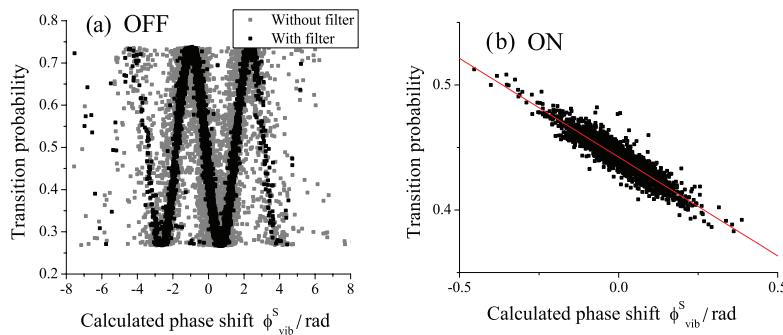 (a) OFF
Without filter
With filter
Transition probability
0.8
0.7
0.6
0.5
0.4
0.3
0.2
-8 -6 -4 -2 0 2 4 6 8
Calculated phase shift ϕ^S_vib/rad
(b) ON
Transition probability
0.5
0.4
-0.5 0.0 0.5
Calculated phase shift ϕ^S_vib/rad